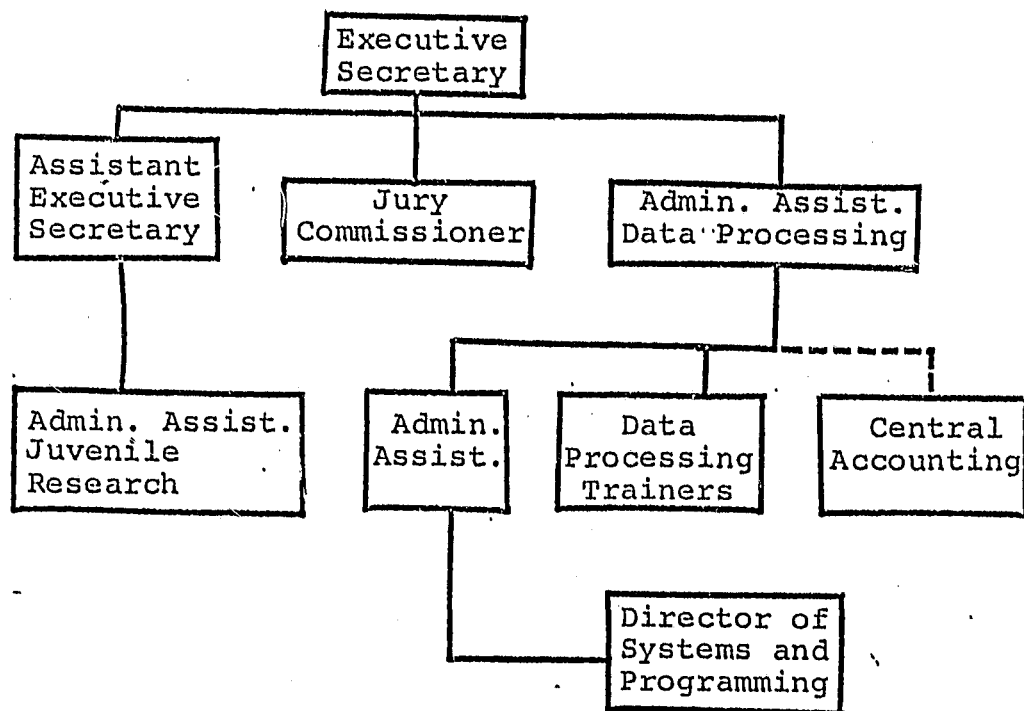 Executive
Secretary
Assistant
Executive
Secretary
Jury
Commissioner
Admin. Assist.
Data Processing
Admin. Assist.
Juvenile
Research
Admin.
Assist.
Data
Processing
Trainers
Central
Accounting
Director of
Systems and
Programming